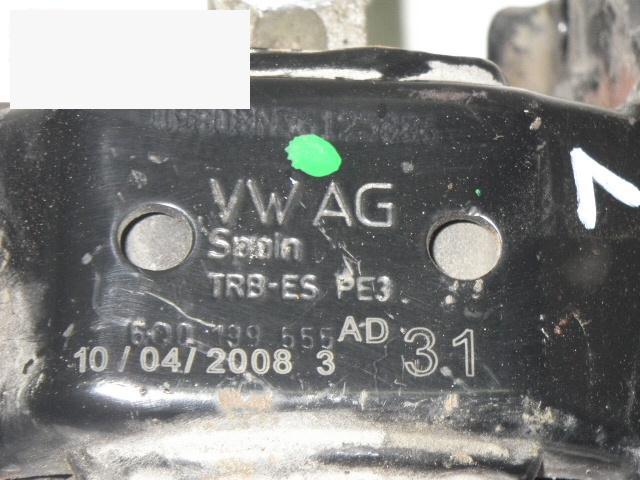 VW AG
Spain
TRB-ES PE3
6Q0 199 555 AD 31
10/04/2008 3